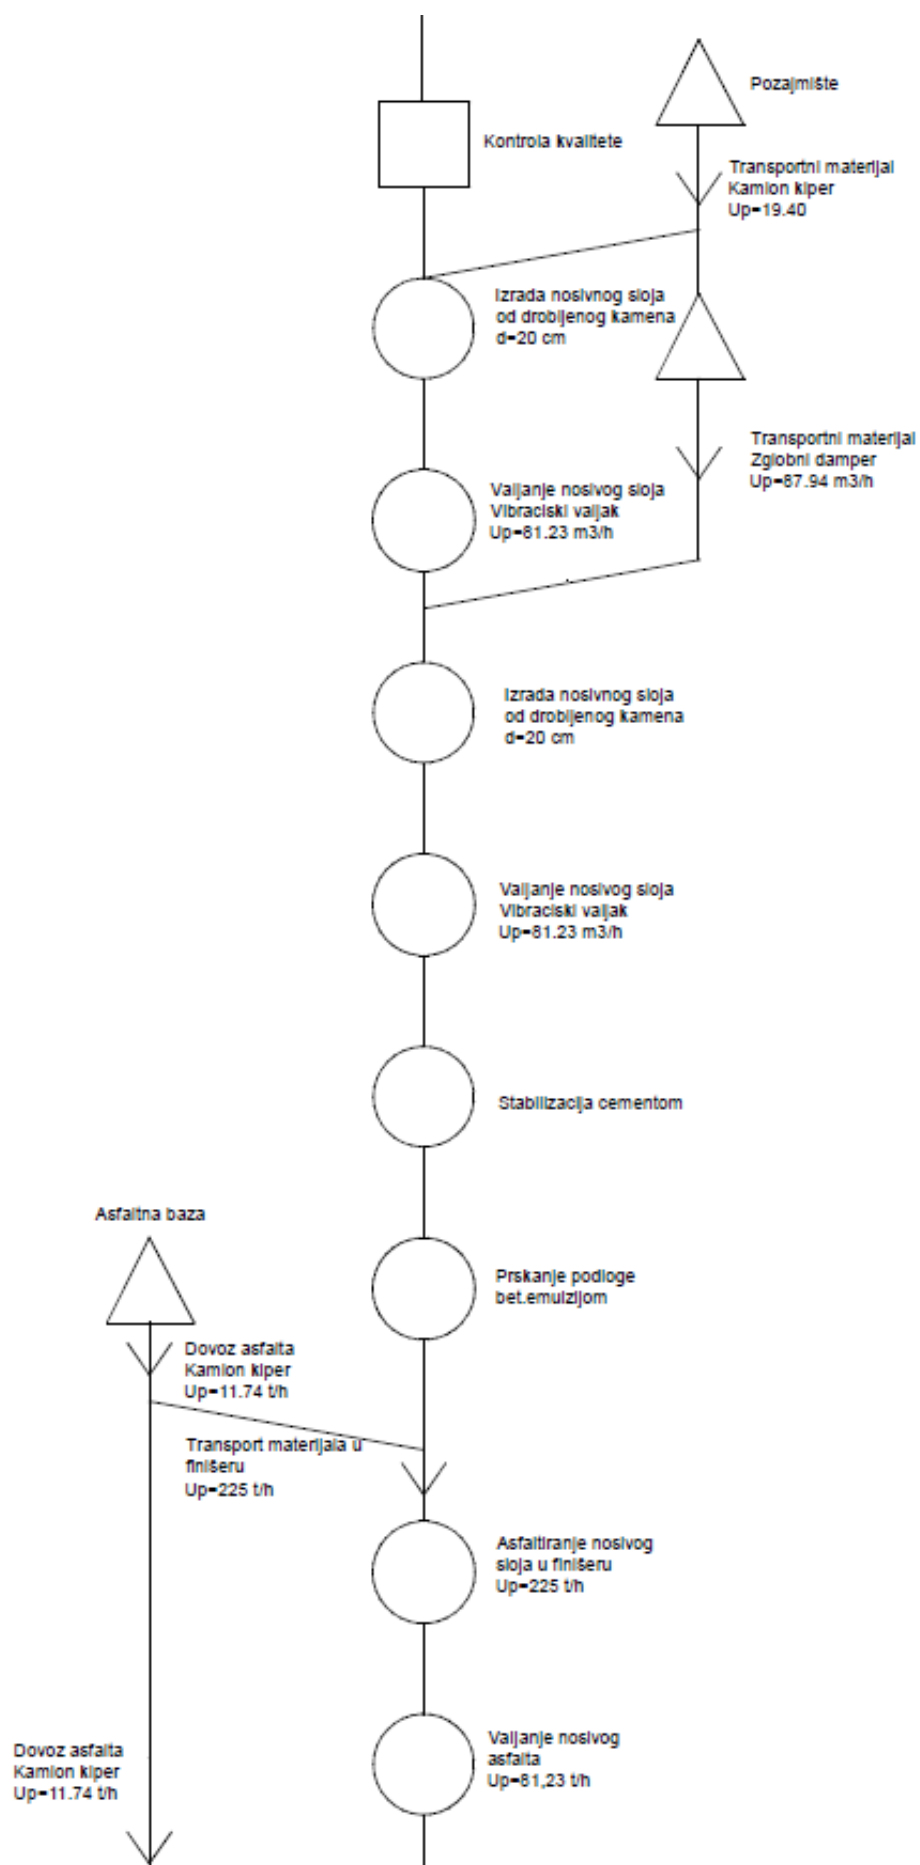 Pozajmište
Kontrola kvalitete
Transportni materijal
Kamion kiper
Up=19.40
Izrada nosivnog sloja
od drobljenog kamena
d=20 cm
Transportni materijal
Zglobni damper
Up=87.94 m3/h
Valjanje nosivog sloja
Vibraciski valjak
Up=81.23 m3/h
Izrada nosivnog sloja
od drobljenog kamena
d=20 cm
Valjanje nosivog sloja
Vibraciski valjak
Up=81.23 m3/h
Stabilizacija cementom
Asfaltna baza
Prskanje podloge
bet.emulzijom
Dovoz asfalta
Kamion kiper
Up=11.74 t/h
Transport materijala u
finišeru
Up=225 t/h
Asfaltiranje nosivog
sloja u finišeru
Up=225 t/h
Valjanje nosivog
asfalta
Up=81,23 t/h
Dovoz asfalta
Kamion kiper
Up=11.74 t/h